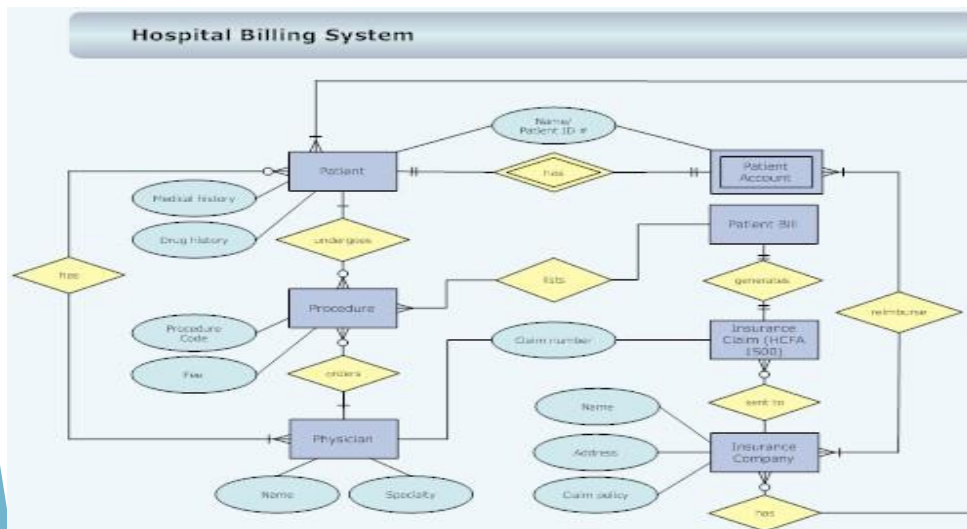 Hospital Billing System
Name/
Patient ID #
Patient
has
Patient
Account
Medical history
Drug history
undergoes
Patient Bill
has
lists
generates
Procedure
reimburse
Procedure
Code
Claim number
Insurance
Claim (HCFA
1500)
Fee
orders
sent to
Name
Physician
Insurance
Company
Address
Name
Specialty
Claim policy
has